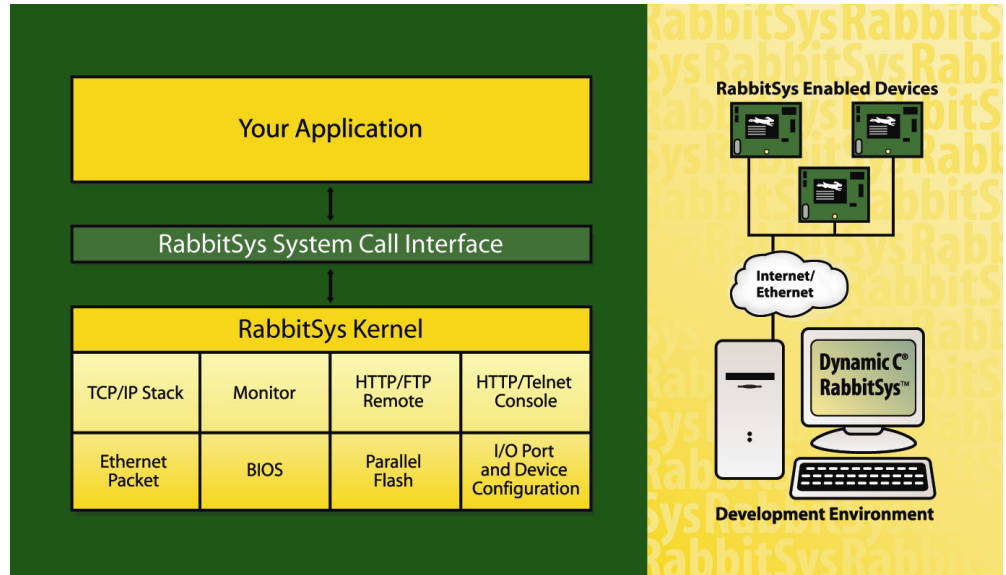 Your Application
RabbitSys System Call Interface
RabbitSys Kernel
TCP/IP Stack
Monitor
HTTP/FTP
Remote
HTTP/Telnet
Console
Ethernet
Packet
BIOS
Parallel
Flash
I/O Port
and Device
Configuration
RabbitSys Enabled Devices
Internet/
Ethernet
Dynamic C®
RabbitSys™
Development Environment